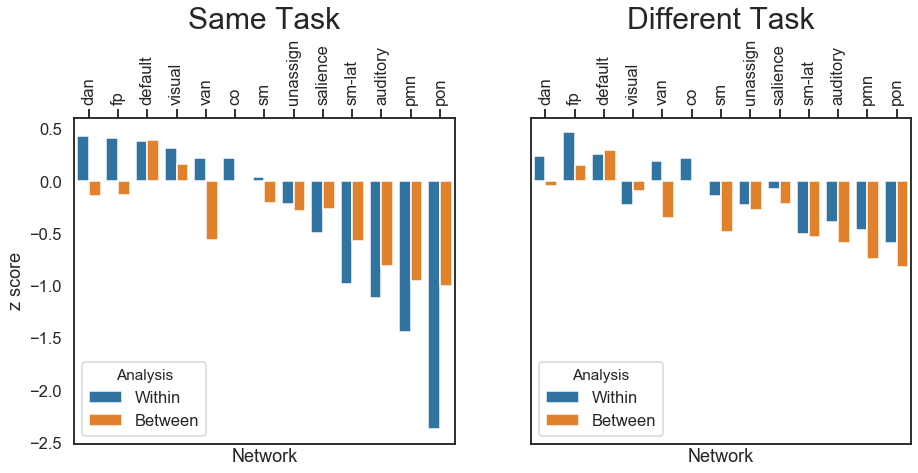 Same Task
dan
fp
default
visual
van
co
sm
unassign
salience
sm-lat
auditory
pmn
pon
0.5
0.0
−0.5
−1.0
−1.5
−2.0
−2.5
z score
Analysis
Within
Between
Network
Different Task
dan
fp
default
visual
van
co
sm
unassign
salience
sm-lat
auditory
pmn
pon
Analysis
Within
Between
Network